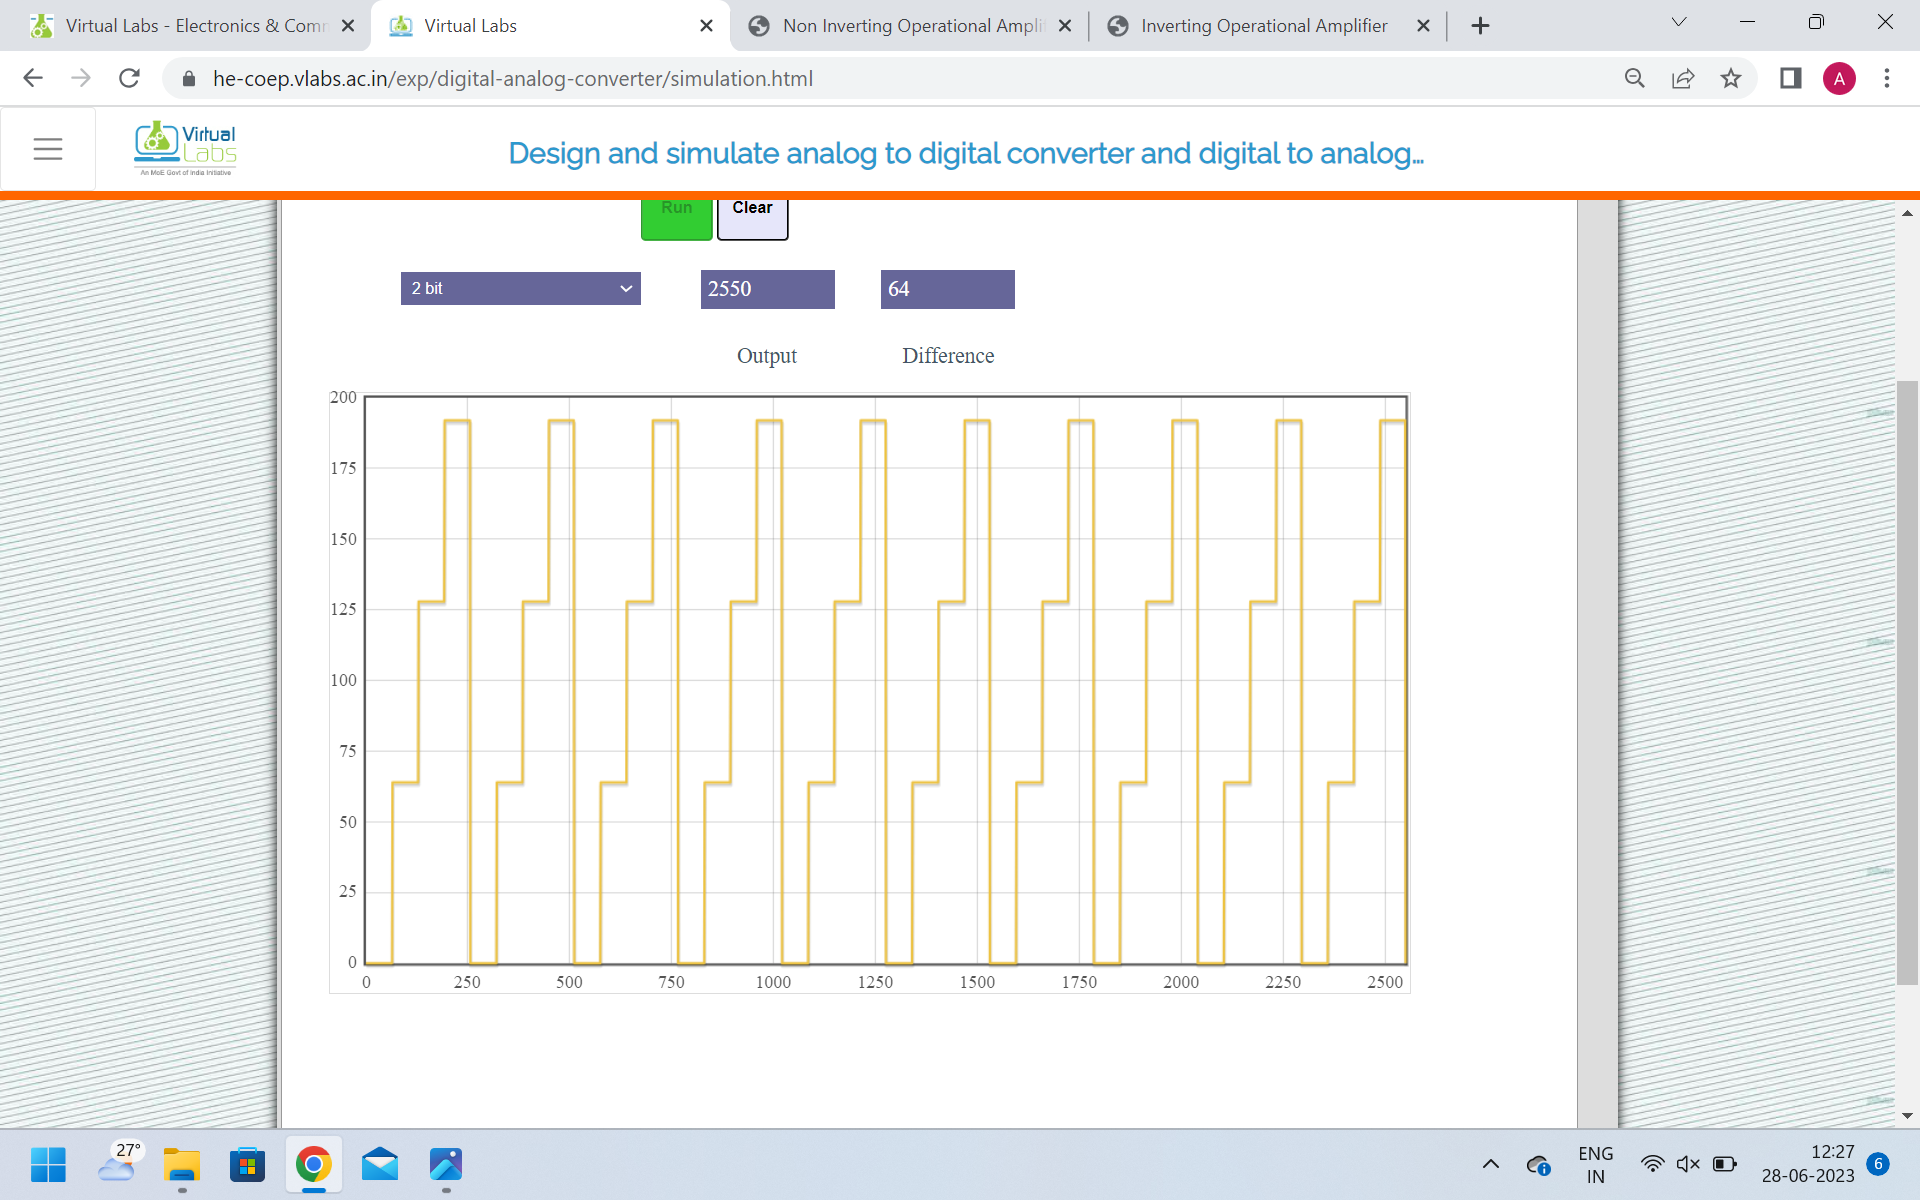 Virtual Labs - Electronics & Comm
Virtual Labs
Non Inverting Operational Ampli
Inverting Operational Amplifier
he-coep.vlabs.ac.in/exp/digital-analog-converter/simulation.html
A
Virtual
Labs
An MoE Govt of India Initiative
Design and simulate analog to digital converter and digital to analog...
Run
Clear
2 bit
2550
64
Output
Difference
200
175
150
125
100
75
50
25
0
0 250 500 750 1000 1250 1500 1750 2000 2250 2500
27°
ENG
IN
12:27
28-06-2023
6